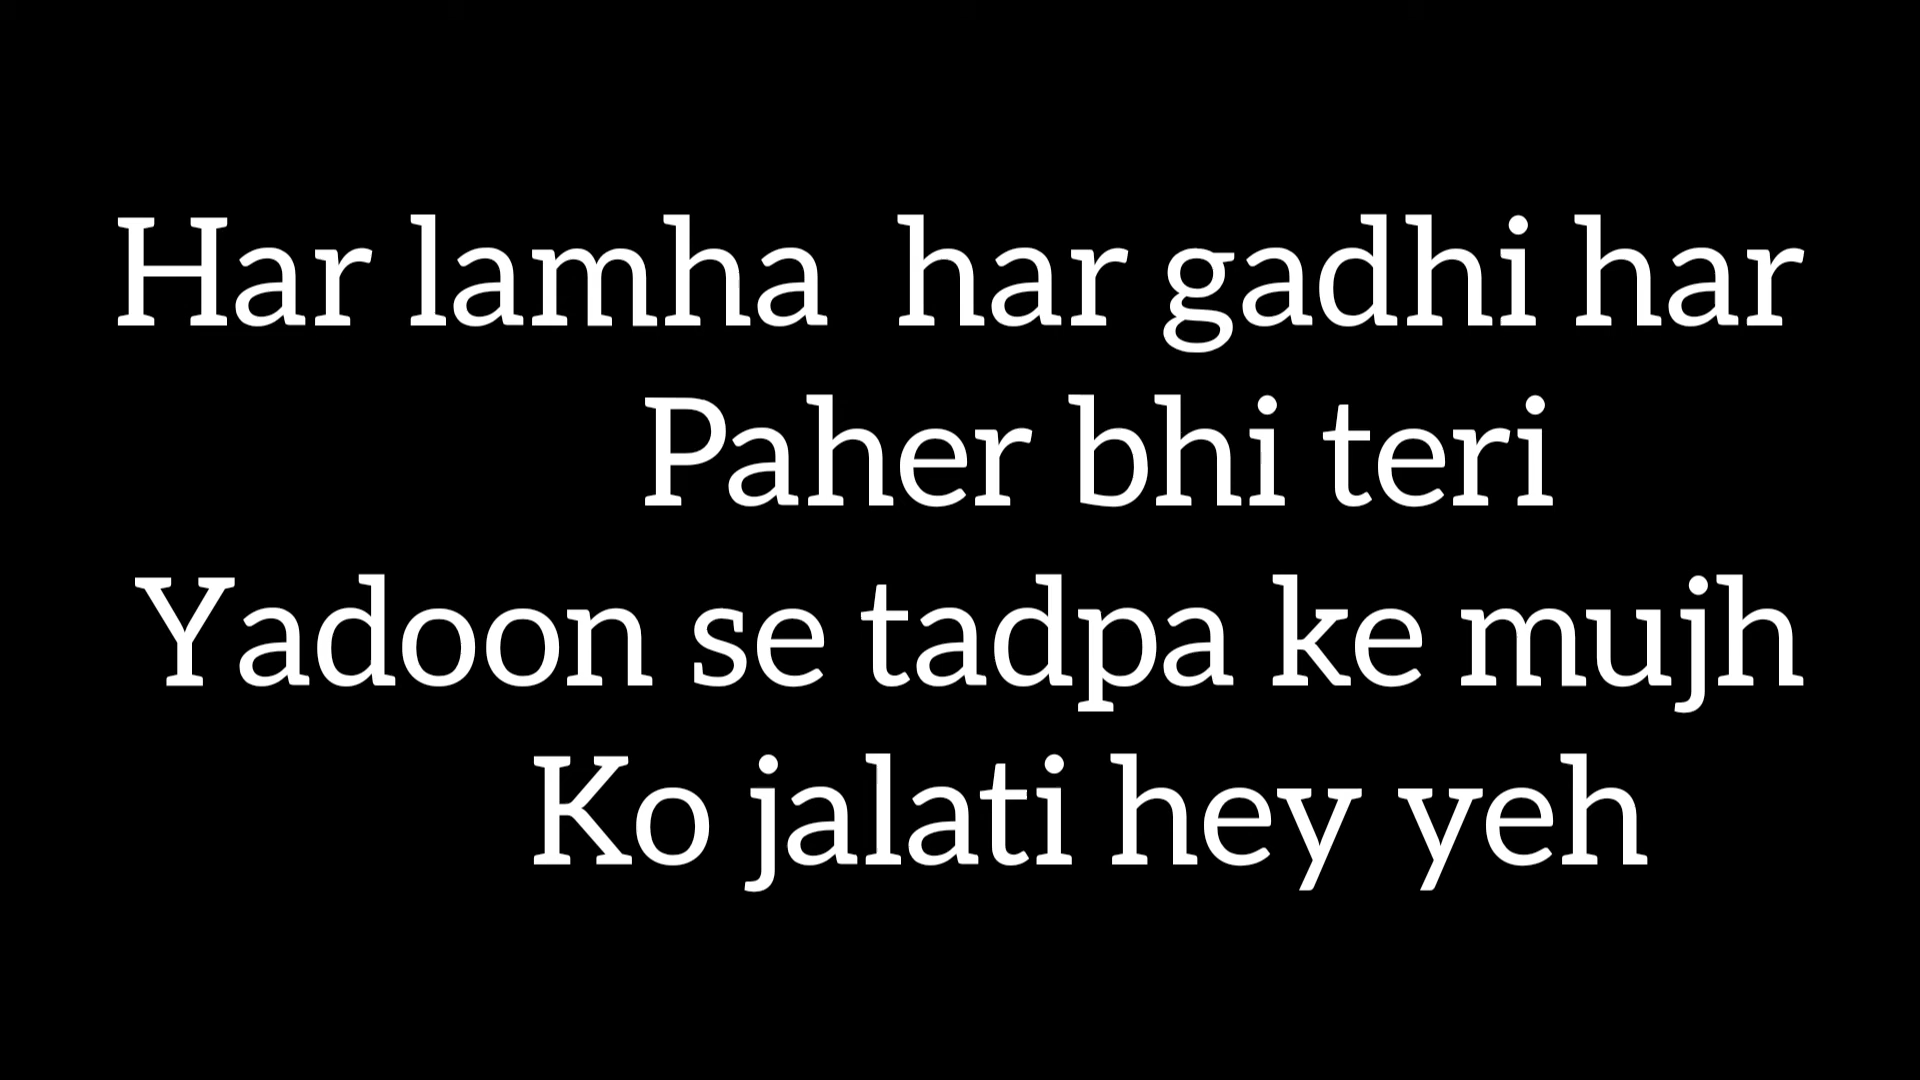 Har lamha  har gadhi har
Paher bhi teri
Yadoon se tadpa ke mujh
Ko jalati hey yeh